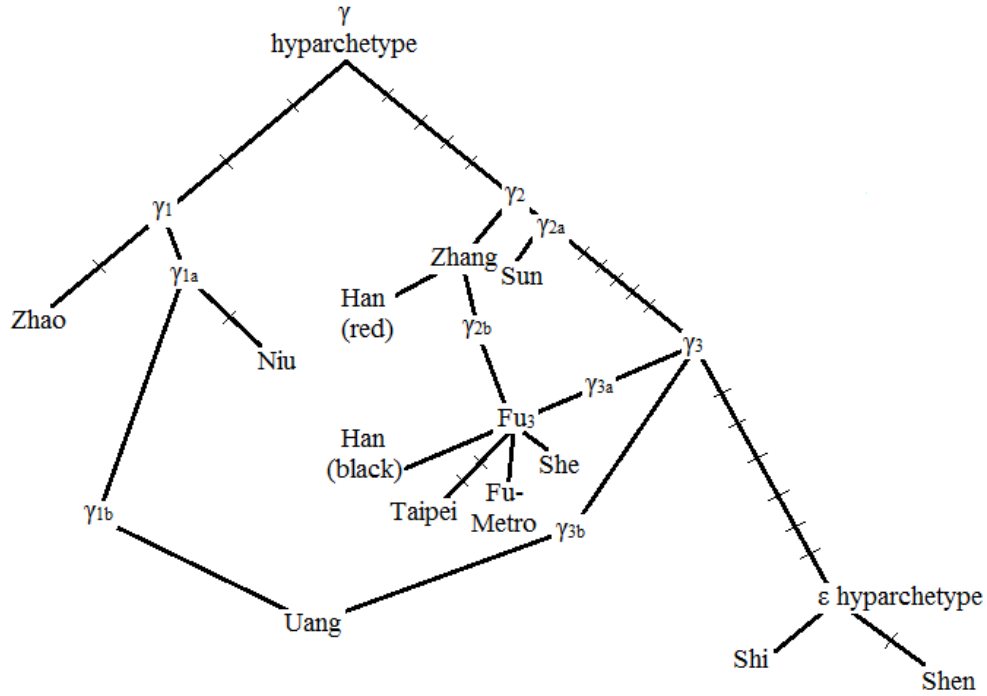 γ
hyparchetype
γ1
γ2
γ2a
Zhang
Sun
γ1a
Han
(red)
Zhao
γ2b
Niu
γ3
γ3a
Fu3
Han
(black)
She
Taipei
Fu-
Metro
γ1b
γ3b
Uang
ε hyparchetype
Shi
Shen